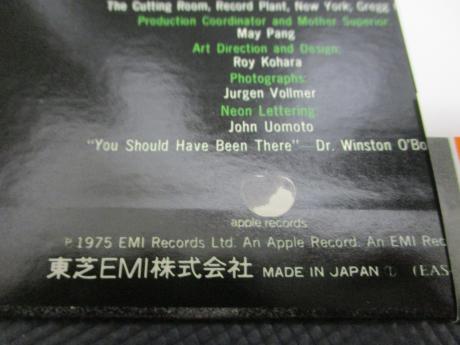 The Cutting Room, Record Plant, New York, Gregg
Production Coordinator and Mother Superior:
May Pang
Art Direction and Design:
Roy Kohara
Photographs:
Jurgen Vollmer
Neon Lettering:
John Uomoto
"You Should Have Been There"—Dr. Winston O'Bo
apple records
℗ 1975 EMI Records Ltd. An Apple Record. An EMI Rec
東芝EMI株式会社 MADE IN JAPAN (EAS